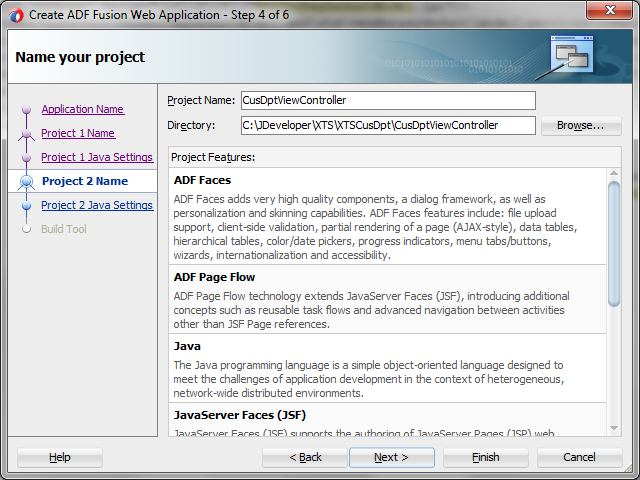 Create ADF Fusion Web Application - Step 4 of 6
Name your project
Application Name
Project 1 Name
Project 1 Java Settings
Project 2 Name
Project 2 Java Settings
Build Tool
Project Name: CusDptViewController
Directory: C:\JDeveloper\XTS\XTSCusDpt\CusDptViewController Browse...
Project Features:
ADF Faces
ADF Faces adds very high quality components, a dialog framework, as well as
personalization and skinning capabilities. ADF Faces features include: file upload
support, client-side validation, partial rendering of a page (AJAX-style), data tables,
hierarchical tables, color/date pickers, progress indicators, menu tabs/buttons,
wizards, internationalization and accessibility.
ADF Page Flow
ADF Page Flow technology extends JavaServer Faces (JSF), introducing additional
concepts such as reusable task flows and advanced navigation between activities
other than JSF Page references.
Java
The Java programming language is a simple object-oriented language designed to
meet the challenges of application development in the context of heterogeneous,
network-wide distributed environments.
JavaServer Faces (JSF)
JavaServer Faces (JSF) supports the authoring of JavaServer Pages (JSP) web
Help < Back Next > Finish Cancel